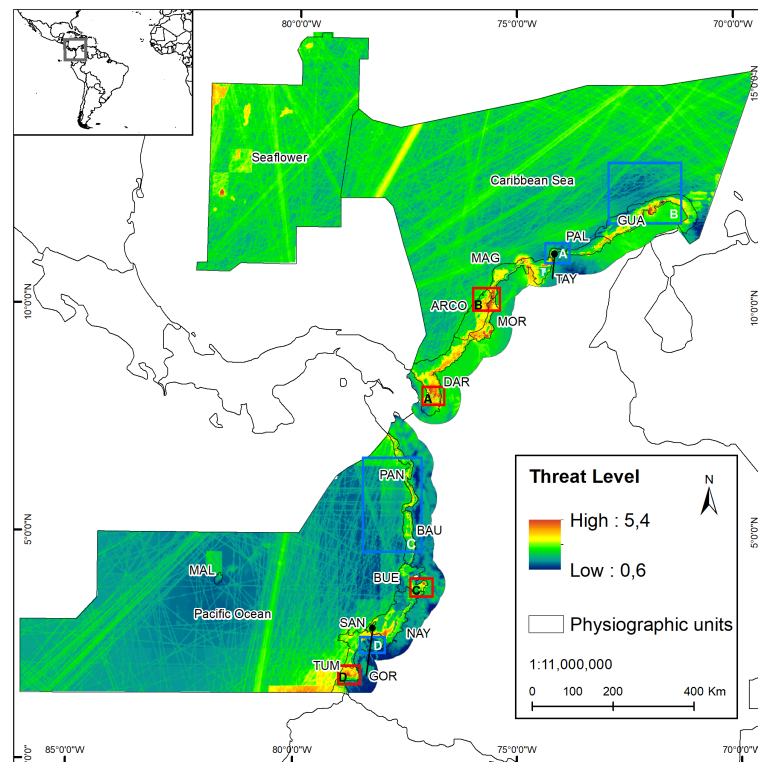 80°0'0"W
75°0'0"W
70°0'0"W
15°0'0"N
Seaflower
Caribbean Sea
B
GUA
PAL
A
MAG
T
TAY
10°0'0"N
10°0'0"N
ARCO
B
MOR
DAR
A
PAN
5°0'0"N
5°0'0"N
BAU
C
MAL
BUE
C
Pacific Ocean
SAN
NAY
D
TUM
D
GOR
Threat Level
N
High : 5,4
Low : 0,6
Physiographic units
1:11,000,000
0 100 200 400 Km
85°0'0"W
80°0'0"W
75°0'0"W
70°0'0"W